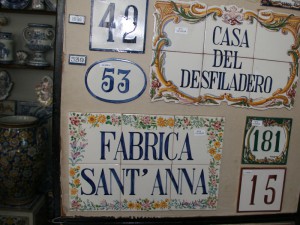 42
CASA
DEL
DESFILADERO
53
FABRICA
SANT'ANNA
181
15